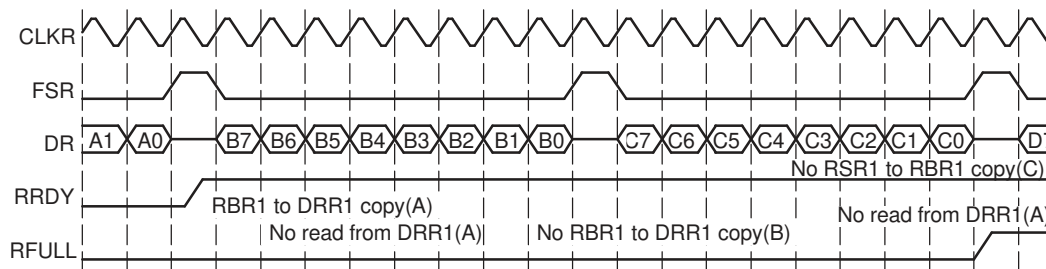 CLKR
FSR
DR A1 A0 B7 B6 B5 B4 B3 B2 B1 B0 C7 C6 C5 C4 C3 C2 C1 C0 D7
No RSR1 to RBR1 copy(C)
RRDY
RBR1 to DRR1 copy(A)
No read from DRR1(A)
No read from DRR1(A) No RBR1 to DRR1 copy(B)
RFULL